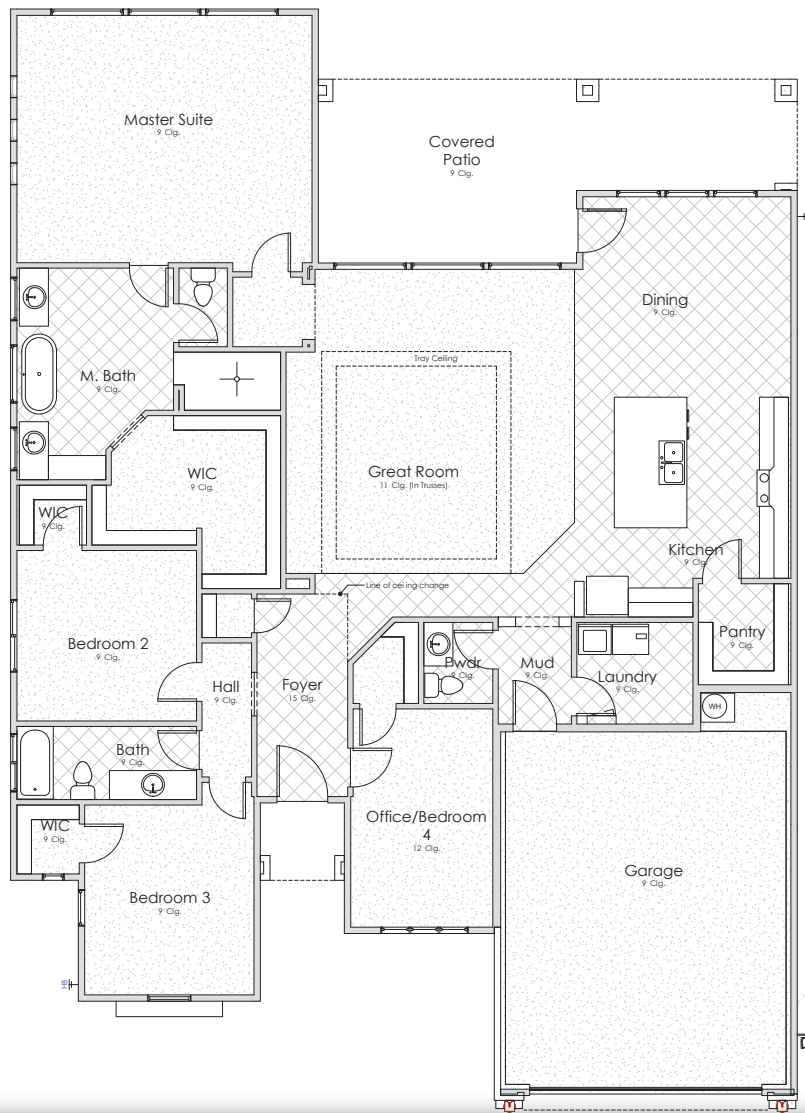 Master Suite
9 Clg.
Covered
Patio
9 Clg.
Dining
9 Clg.
Tray Ceiling
M. Bath
9 Clg.
WIC
9 Clg.
Great Room
11 Clg. (In Trusses)
WIC
9 Clg.
Kitchen
9 Clg.
Line of ceiling change
Pantry
9 Clg.
Bedroom 2
9 Clg.
Hall
9 Clg.
Foyer
15 Clg.
Pwdr
9 Clg.
Mud
9 Clg.
Laundry
9 Clg.
WH
Bath
9 Clg.
WIC
9 Clg.
Office/Bedroom
4
12 Clg.
Garage
9 Clg.
Bedroom 3
9 Clg.
HB